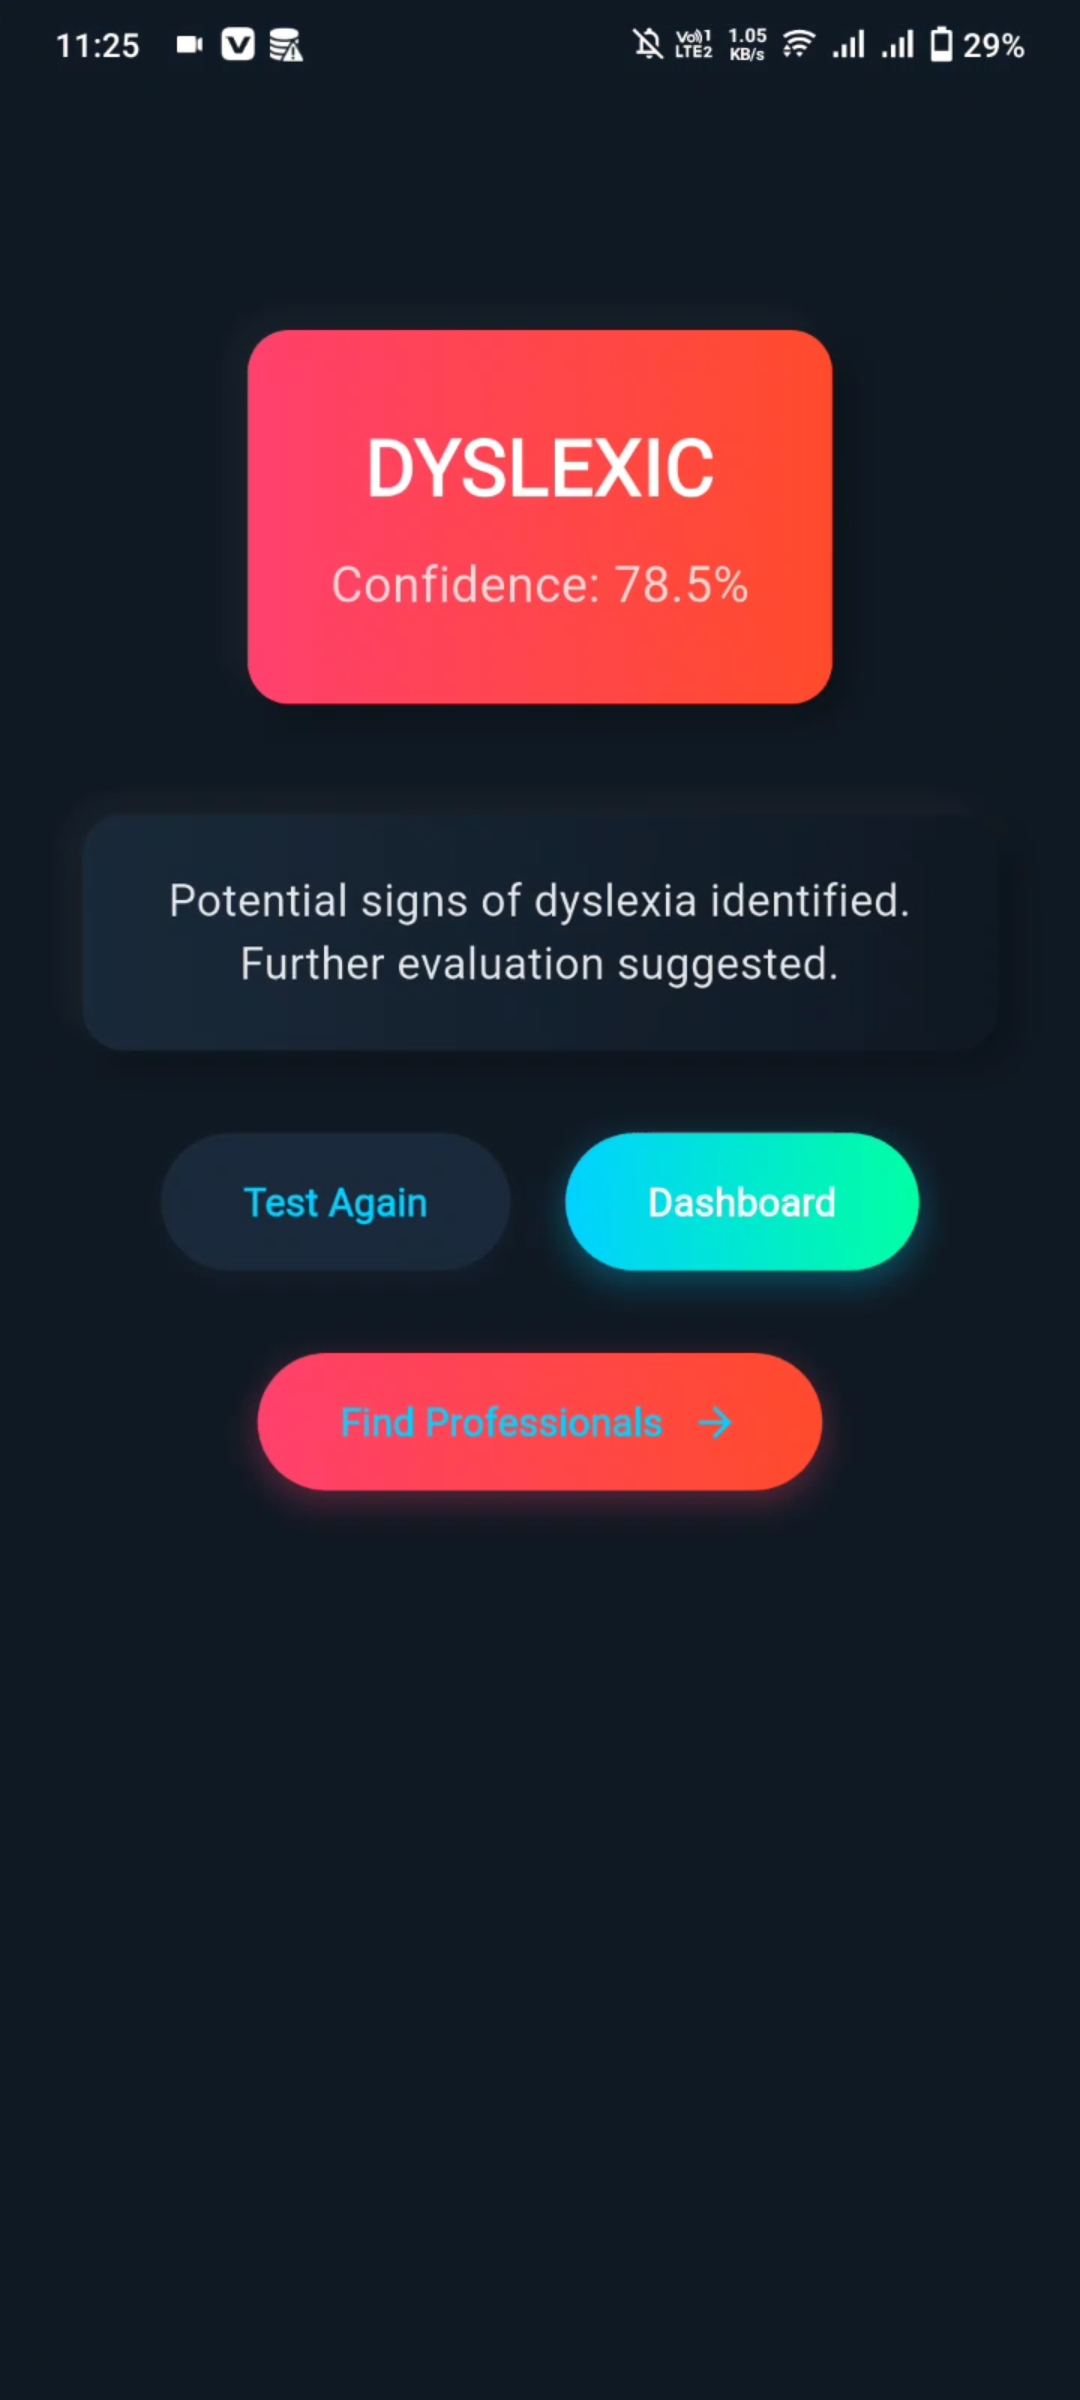 11:25 V Vo))1 LTE2 1.05 KB/s 29%
DYSLEXIC
Confidence: 78.5%
Potential signs of dyslexia identified.
Further evaluation suggested.
Test Again Dashboard
Find Professionals →